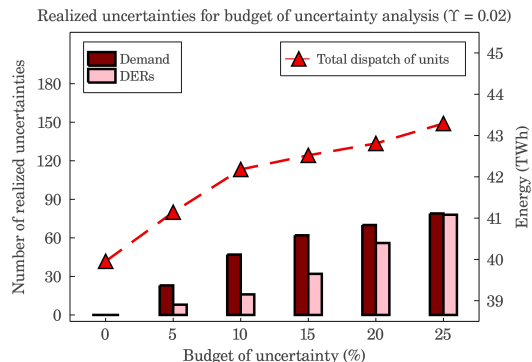 Realized uncertainties for budget of uncertainty analysis (ϒ = 0.02)
Demand
DERs
Total dispatch of units
Number of realized uncertainties
180
150
120
90
60
30
0
45
44
43
42
41
40
39
Energy (TWh)
0 5 10 15 20 25
Budget of uncertainty (%)